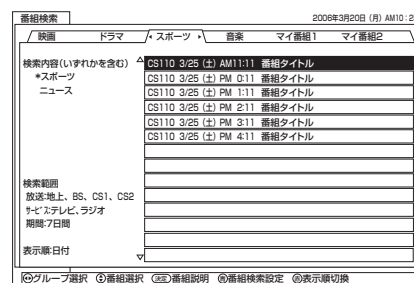 番組検索
2006年3月20日 (月) AM10:2
映画 ドラマ スポーツ 音楽 マイ番組1 マイ番組2
検索内容(いずれかを含む)
*スポーツ
ニュース
CS110 3/25 (土) AM11:11 番組タイトル
CS110 3/25 (土) PM 0:11 番組タイトル
CS110 3/25 (土) PM 1:11 番組タイトル
CS110 3/25 (土) PM 2:11 番組タイトル
CS110 3/25 (土) PM 3:11 番組タイトル
CS110 3/25 (土) PM 4:11 番組タイトル
検索範囲
放送:地上、BS、CS1、CS2
サービス:テレビ、ラジオ
期間:7日間
表示順:日付
グループ選択 番組選択 決定 番組説明 青 番組検索設定 赤 表示順切換